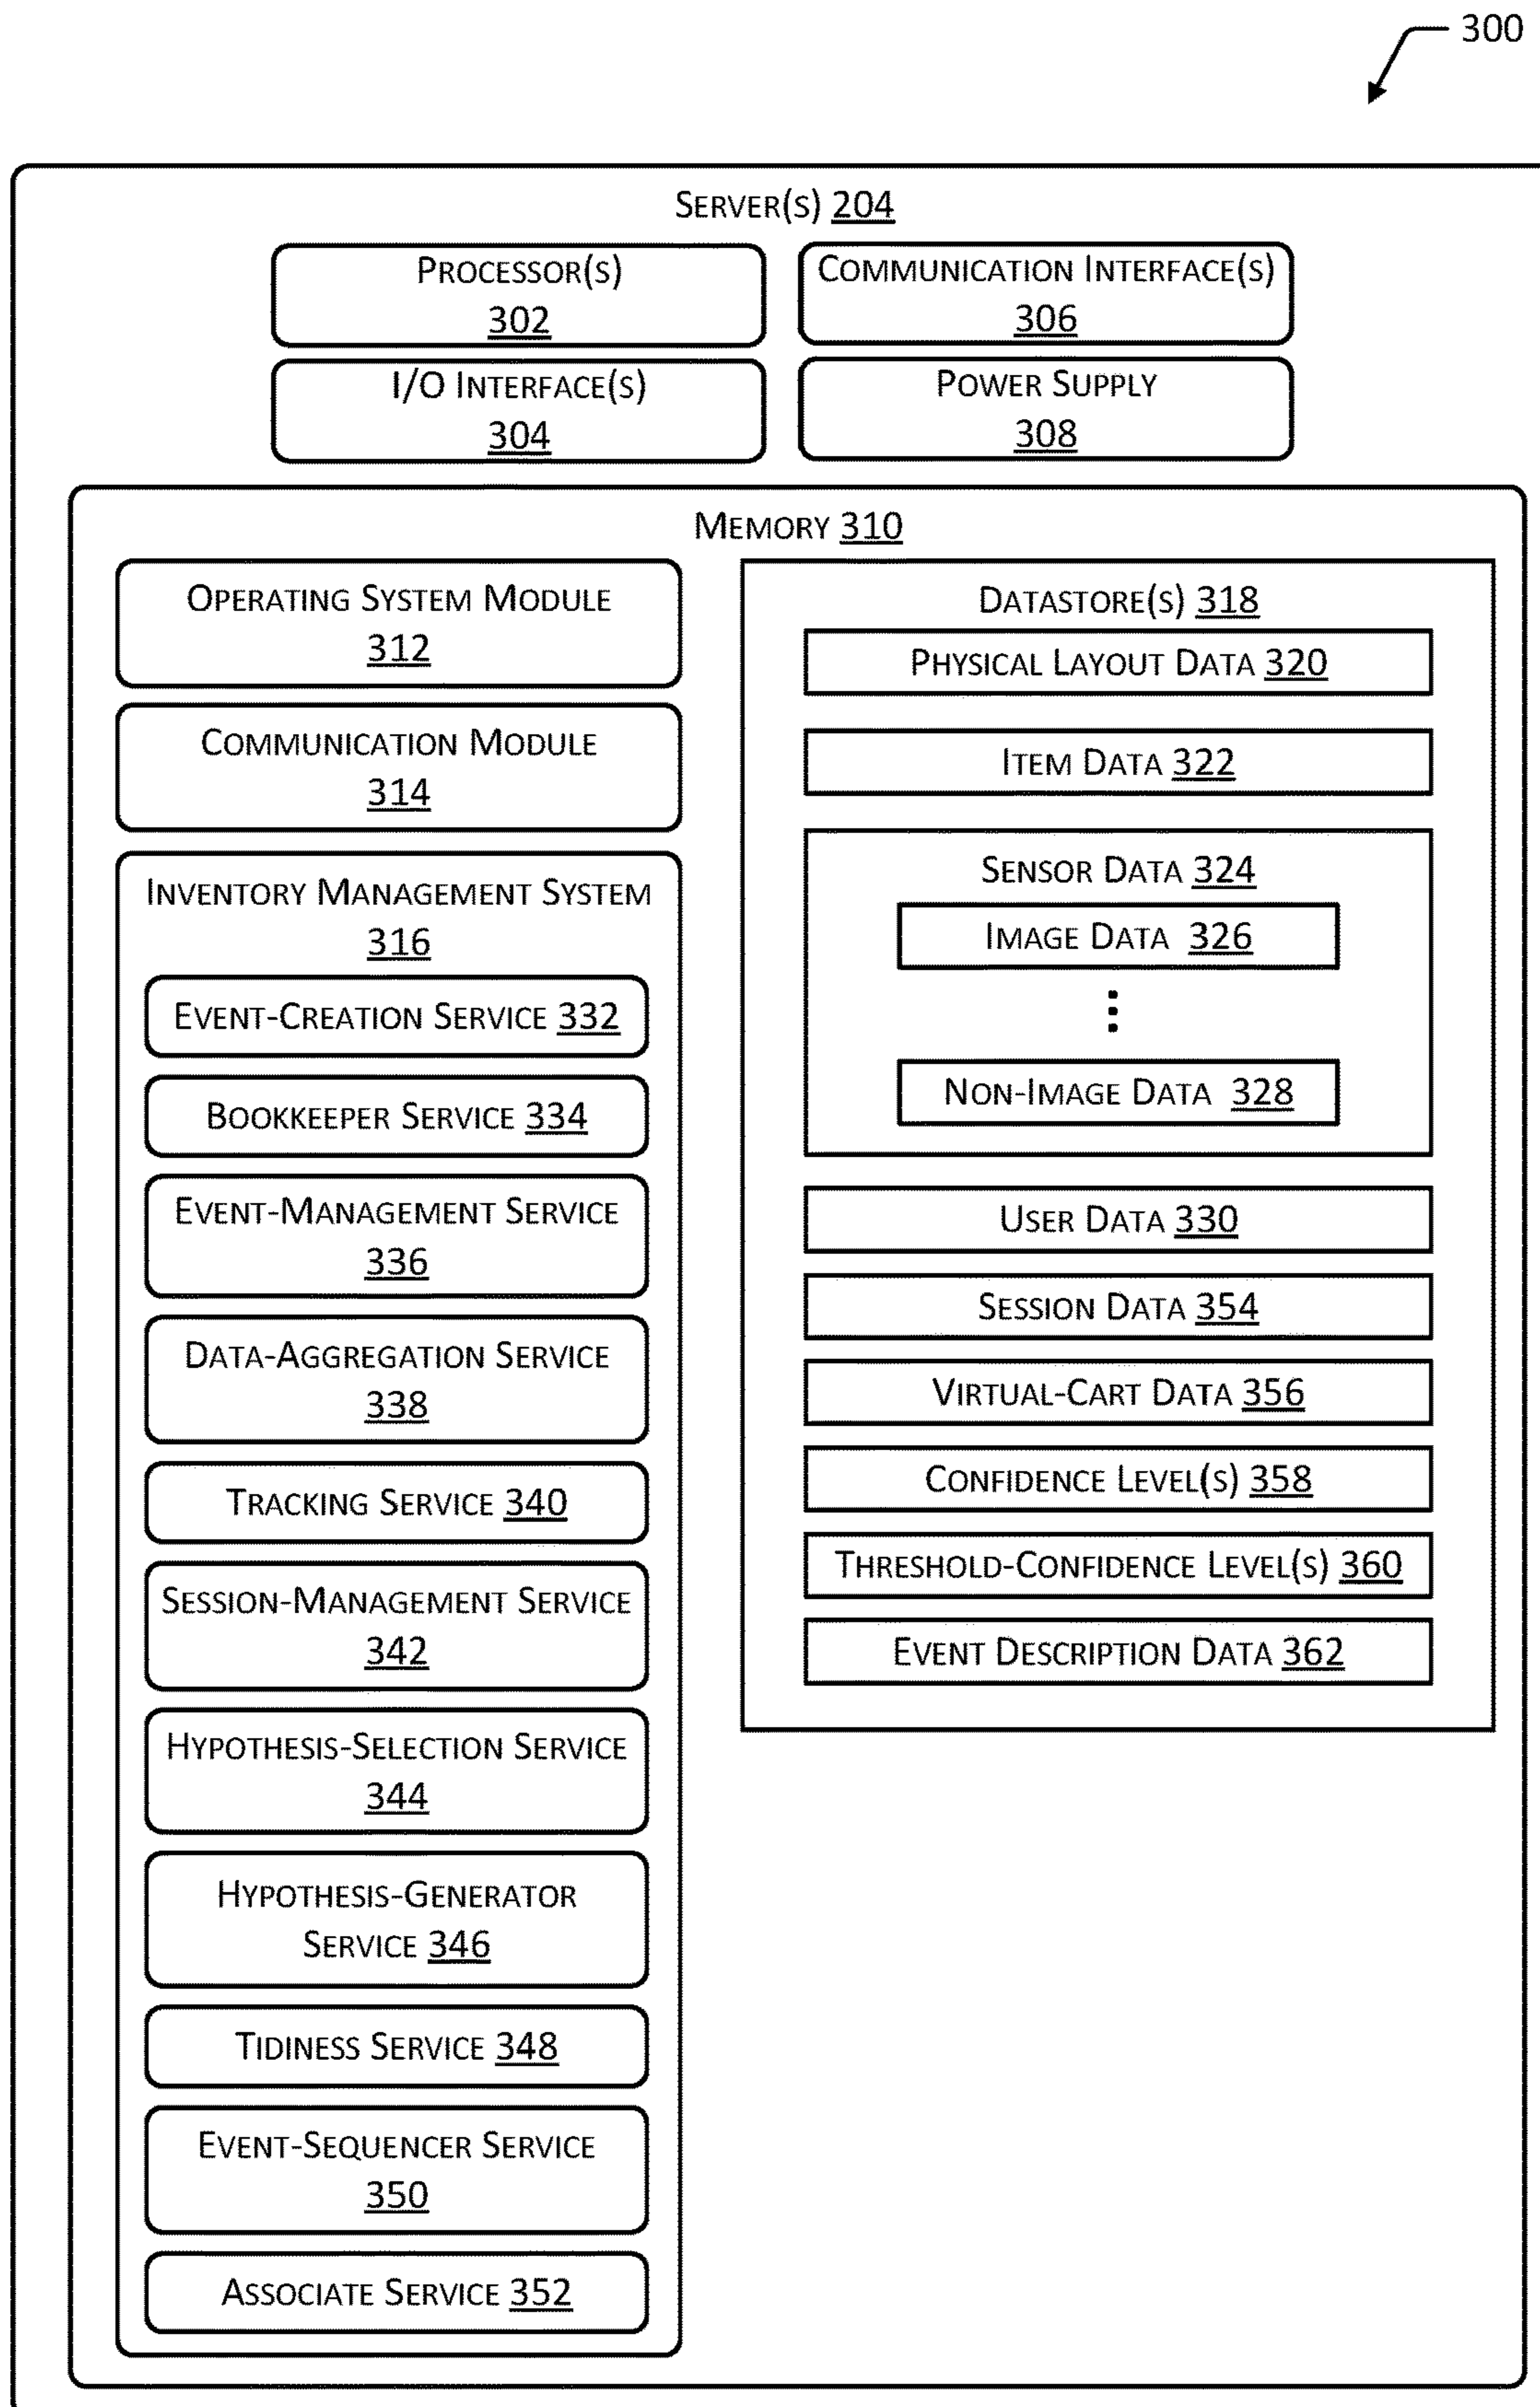 300
SERVER(S) 204
PROCESSOR(S)
302
COMMUNICATION INTERFACE(S)
306
I/O INTERFACE(S)
304
POWER SUPPLY
308
MEMORY 310
OPERATING SYSTEM MODULE
312
COMMUNICATION MODULE
314
INVENTORY MANAGEMENT SYSTEM
316
EVENT-CREATION SERVICE 332
BOOKKEEPER SERVICE 334
EVENT-MANAGEMENT SERVICE
336
DATA-AGGREGATION SERVICE
338
TRACKING SERVICE 340
SESSION-MANAGEMENT SERVICE
342
HYPOTHESIS-SELECTION SERVICE
344
HYPOTHESIS-GENERATOR
SERVICE 346
TIDINESS SERVICE 348
EVENT-SEQUENCER SERVICE
350
ASSOCIATE SERVICE 352
DATASTORE(S) 318
PHYSICAL LAYOUT DATA 320
ITEM DATA 322
SENSOR DATA 324
IMAGE DATA 326
NON-IMAGE DATA 328
USER DATA 330
SESSION DATA 354
VIRTUAL-CART DATA 356
CONFIDENCE LEVEL(S) 358
THRESHOLD-CONFIDENCE LEVEL(S) 360
EVENT DESCRIPTION DATA 362